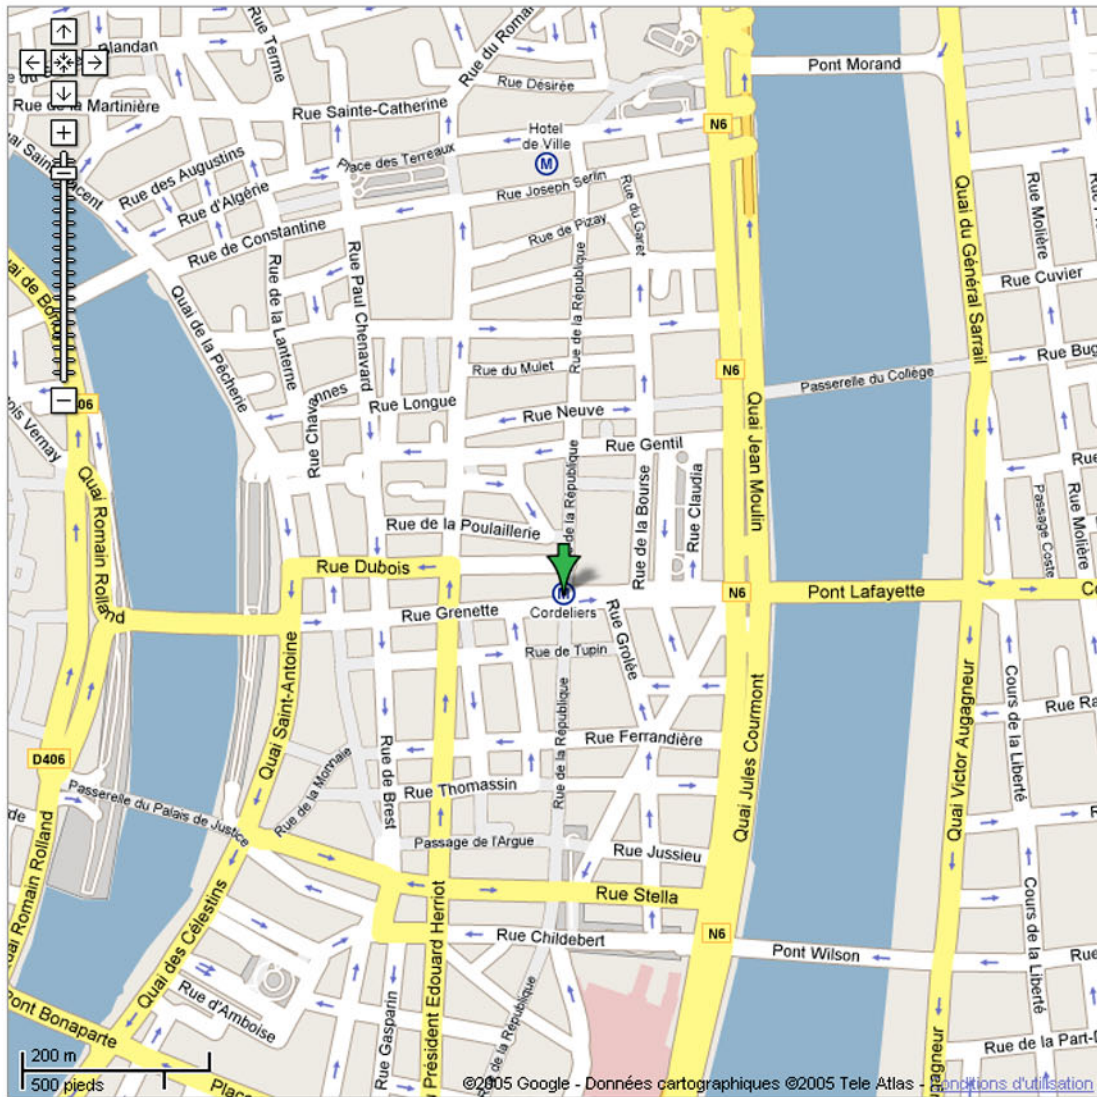 Rue Terme
Rue du Romar
Blandan
Pont Morand
Rue Désirée
Rue de la Martinière
Rue Sainte-Catherine
N6
Hotel
de Ville
M
Place des Terreaux
Rue des Augustins
Rue d'Algérie
Rue Joseph Serlin
Rue du Garet
Rue de Pizay
Rue de Constantine
Quai du Général Sarrail
Rue Molière
Rue Cuvier
Rue de la République
Rue Paul Chenavard
Rue de la Lanterne
Quai de la Pêcherie
Rue du Mulet
N6
Passerelle du Collège
Rue Bug
Rue Longue
Rue Neuve
Rue Gentil
Quai Jean Moulin
Rue de la Bourse
Rue Claudia
de la République
Rue de la Poulaillerie
Quai Romain Rolland
Passage Coste
Rue Molière
Rue Dubois
Rue Grenette
Cordeliers
N6
Pont Lafayette
Rue de Tupin
Rue Grolée
Quai Saint-Antoine
Rue de la République
Quai Jules Courmont
Quai Victor Augagneur
Cours de la Liberté
Rue Ra
Rue Ferrandière
D406
Rue de la Monnaie
Rue de Brest
Rue Thomassin
Passerelle du Palais de Justice
Passage de l'Argue
Rue Jussieu
Rue Stella
Quai des Célestins
Président Edouard Herriot
Rue Childebert
N6
Pont Wilson
Cours de la Liberté
Rue d'Amboise
Rue Gasparin
Rue de la République
Pont Bonaparte
Rue de la Part-D
200 m
500 pieds
Place
©2005 Google - Données cartographiques ©2005 Tele Atlas - Conditions d'utilisation